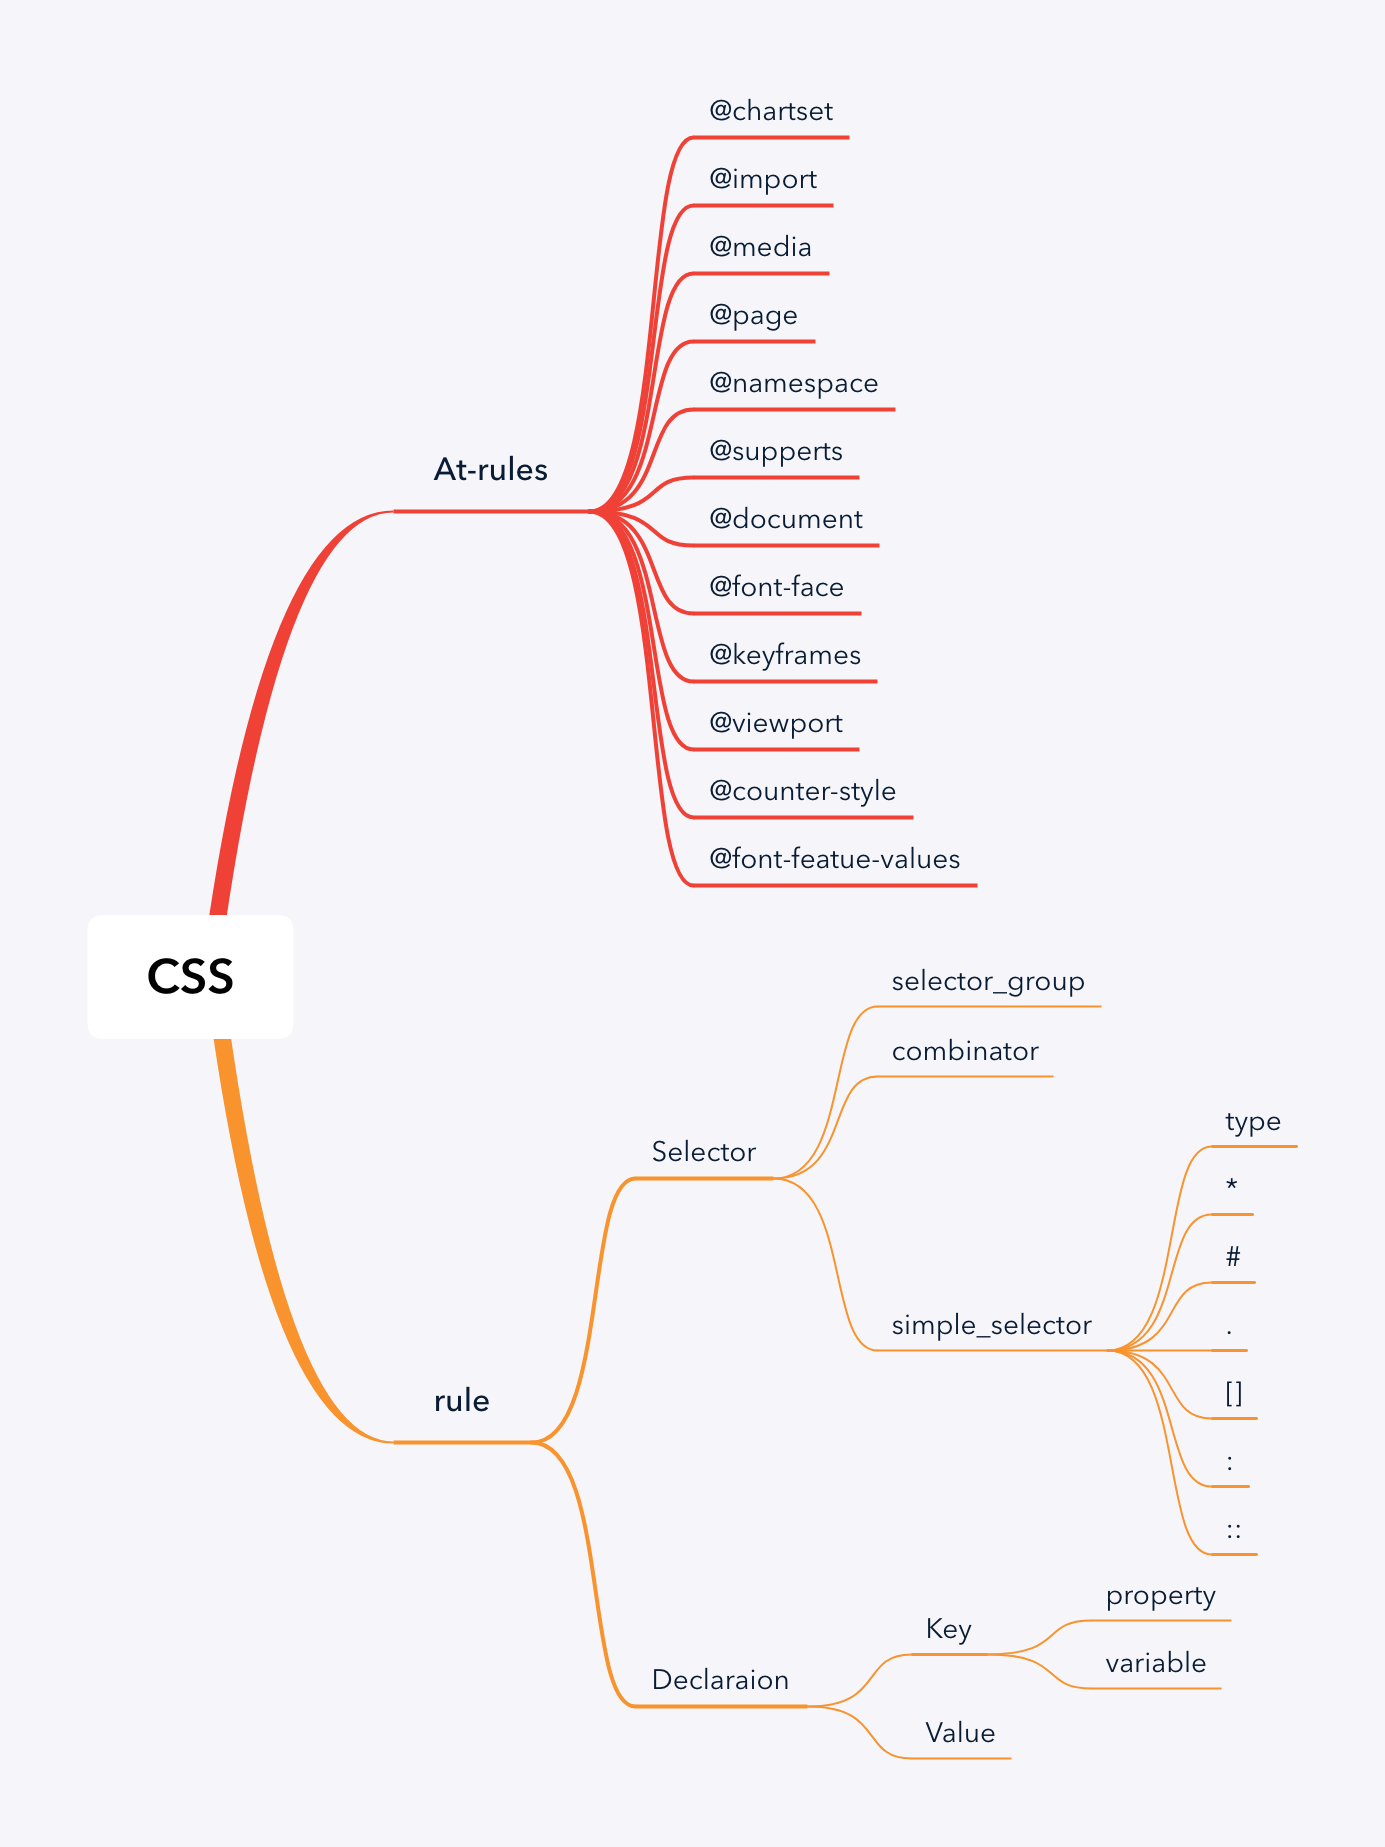 @chartset
@import
@media
@page
@namespace
@supperts
@document
@font-face
@keyframes
@viewport
@counter-style
@font-featue-values
At-rules
CSS
rule
Selector
selector_group
combinator
simple_selector
type
*
#
.
[]
:
::
Declaraion
Key
property
variable
Value